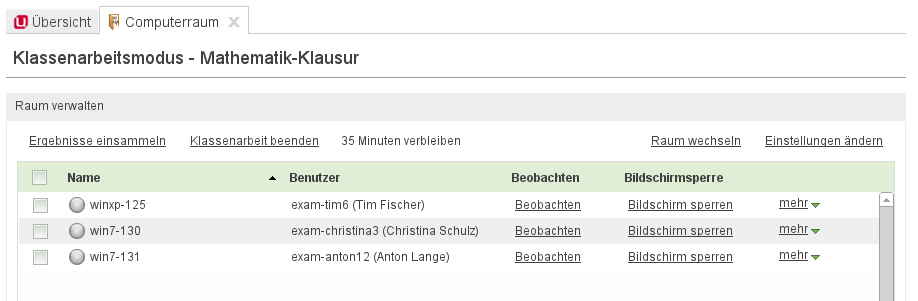 Übersicht Computerraum
Klassenarbeitsmodus - Mathematik-Klausur
Raum verwalten
Ergebnisse einsammeln Klassenarbeit beenden 35 Minuten verbleiben Raum wechseln Einstellungen ändern
Name Benutzer Beobachten Bildschirmsperre
winxp-125 exam-tim6 (Tim Fischer) Beobachten Bildschirm sperren mehr
win7-130 exam-christina3 (Christina Schulz) Beobachten Bildschirm sperren mehr
win7-131 exam-anton12 (Anton Lange) Beobachten Bildschirm sperren mehr